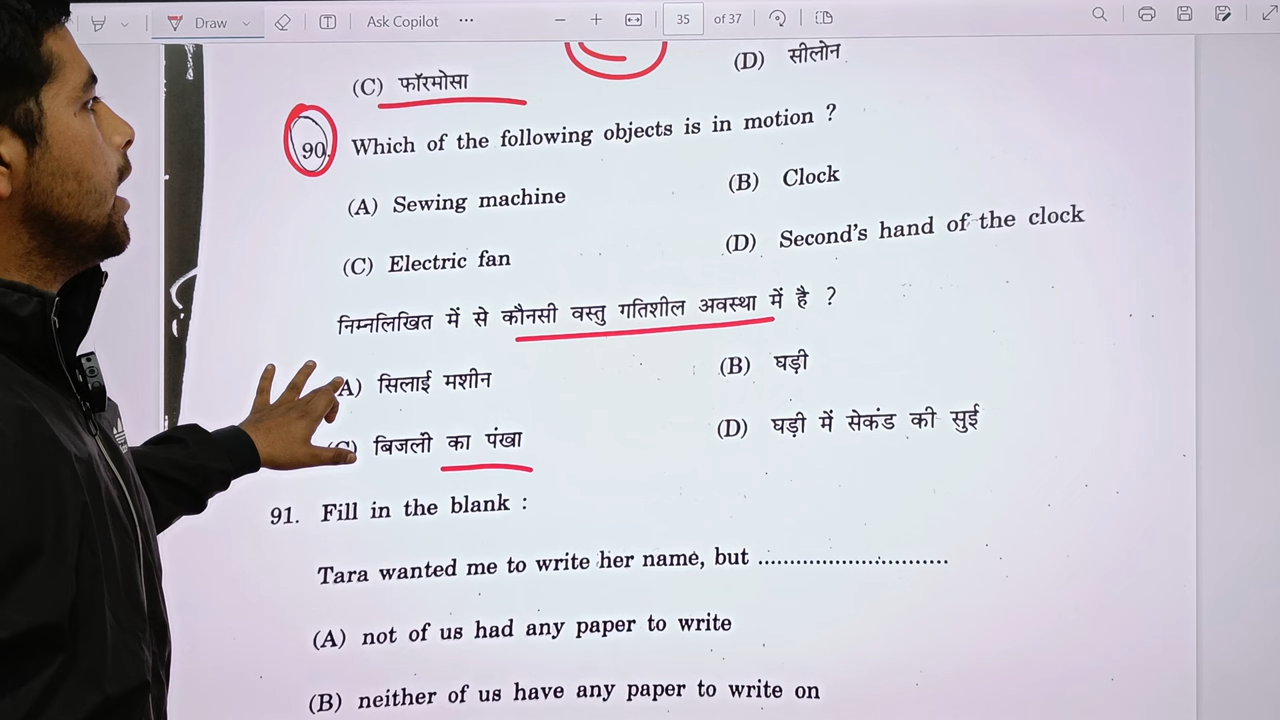 Draw Ask Copilot 35 of 37
(C) फॉरमोसा (D) सीलोन
90. Which of the following objects is in motion ?
(A) Sewing machine (B) Clock
(C) Electric fan (D) Second's hand of the clock
निम्नलिखित में से कौनसी वस्तु गतिशील अवस्था में है ?
A) सिलाई मशीन (B) घड़ी
(C) बिजली का पंखा (D) घड़ी में सेकंड की सुई
91. Fill in the blank :
Tara wanted me to write her name, but ..............................
(A) not of us had any paper to write
(B) neither of us have any paper to write on